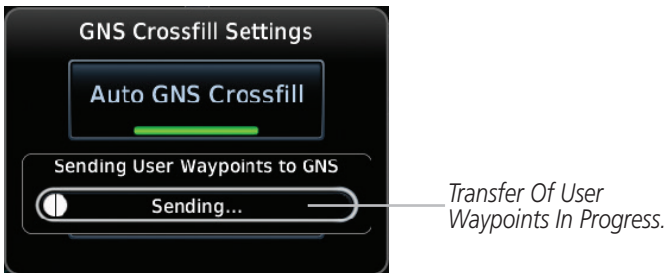 GNS Crossfill Settings
Auto GNS Crossfill
Sending User Waypoints to GNS
Sending...
Transfer Of User
Waypoints In Progress.